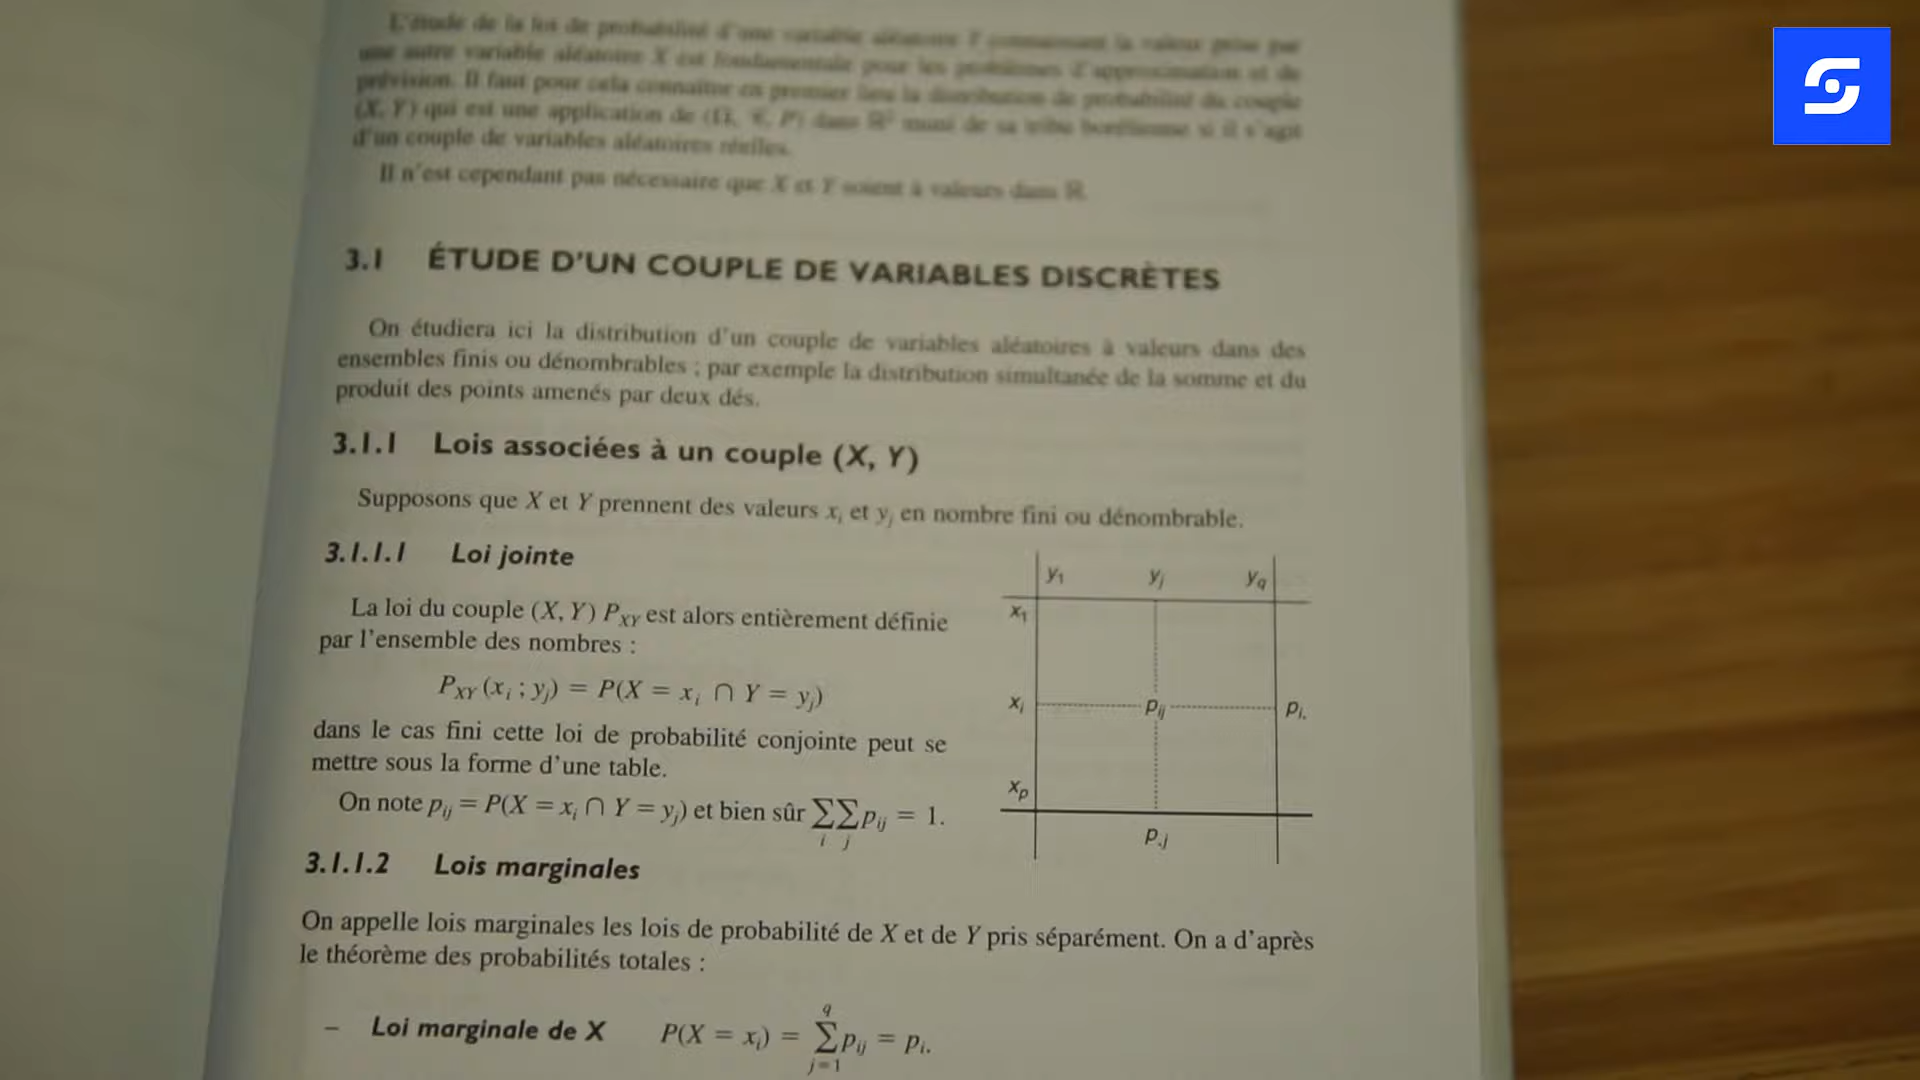 L'étude de la loi de probabilité d'une variable aléatoire Y connaissant la valeur prise par
une autre variable aléatoire X est fondamentale pour les problèmes d'approximation et de
prévision. Il faut pour cela connaître en premier lieu la distribution de probabilité du couple
(X, Y) qui est une application de (Ω, 𝒞, P) dans ℝ² muni de sa tribu borélienne si il s'agit
d'un couple de variables aléatoires réelles.
Il n'est cependant pas nécessaire que X et Y soient à valeurs dans ℝ.
3.1 ÉTUDE D'UN COUPLE DE VARIABLES DISCRÈTES
On étudiera ici la distribution d'un couple de variables aléatoires à valeurs dans des
ensembles finis ou dénombrables ; par exemple la distribution simultanée de la somme et du
produit des points amenés par deux dés.
3.1.1 Lois associées à un couple (X, Y)
Supposons que X et Y prennent des valeurs xᵢ et yⱼ en nombre fini ou dénombrable.
3.1.1.1 Loi jointe
La loi du couple (X, Y) P_XY est alors entièrement définie
par l'ensemble des nombres :
P_XY (xᵢ ; yⱼ) = P(X = xᵢ ∩ Y = yⱼ)
dans le cas fini cette loi de probabilité conjointe peut se
mettre sous la forme d'une table.
On note pᵢⱼ = P(X = xᵢ ∩ Y = yⱼ) et bien sûr ∑ᵢ∑ⱼ pᵢⱼ = 1.
y₁ yⱼ y_q
x₁
xᵢ pᵢⱼ pᵢ.
x_p
p.ⱼ
3.1.1.2 Lois marginales
On appelle lois marginales les lois de probabilité de X et de Y pris séparément. On a d'après
le théorème des probabilités totales :
– Loi marginale de X P(X = xᵢ) = ∑_{j=1}^{q} pᵢⱼ = pᵢ.